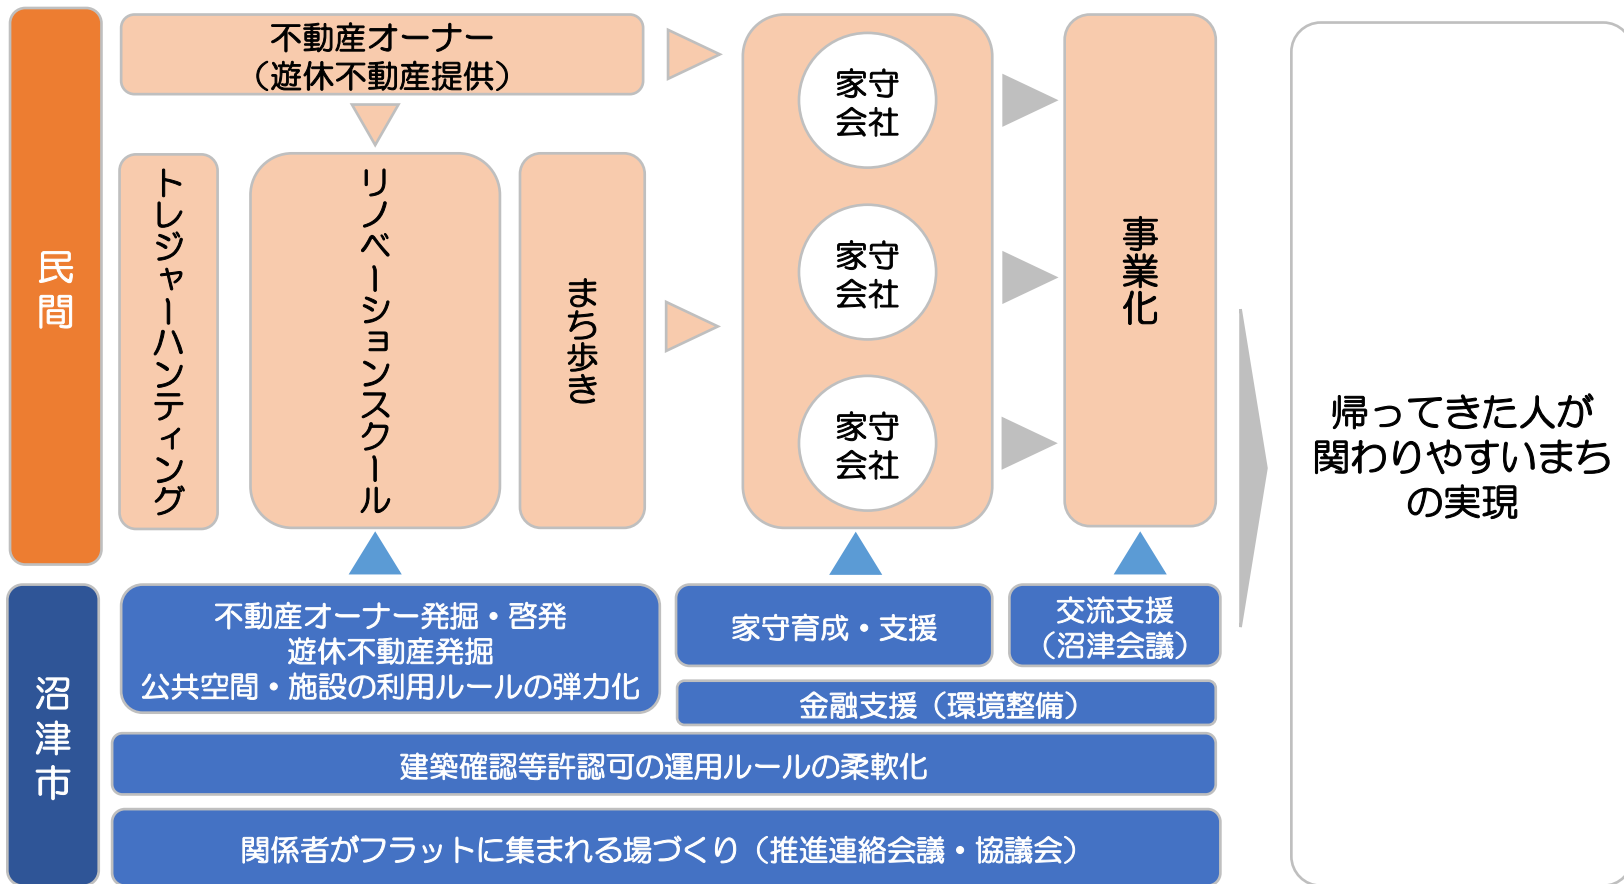 民間
不動産オーナー
（遊休不動産提供）
トレジャーハンティング
リノベーションスクール
まち歩き
家守
会社
家守
会社
家守
会社
事業化
帰ってきた人が
関わりやすいまち
の実現
沼津市
不動産オーナー発掘・啓発
遊休不動産発掘
公共空間・施設の利用ルールの弾力化
家守育成・支援
交流支援
（沼津会議）
金融支援（環境整備）
建築確認等許認可の運用ルールの柔軟化
関係者がフラットに集まれる場づくり（推進連絡会議・協議会）